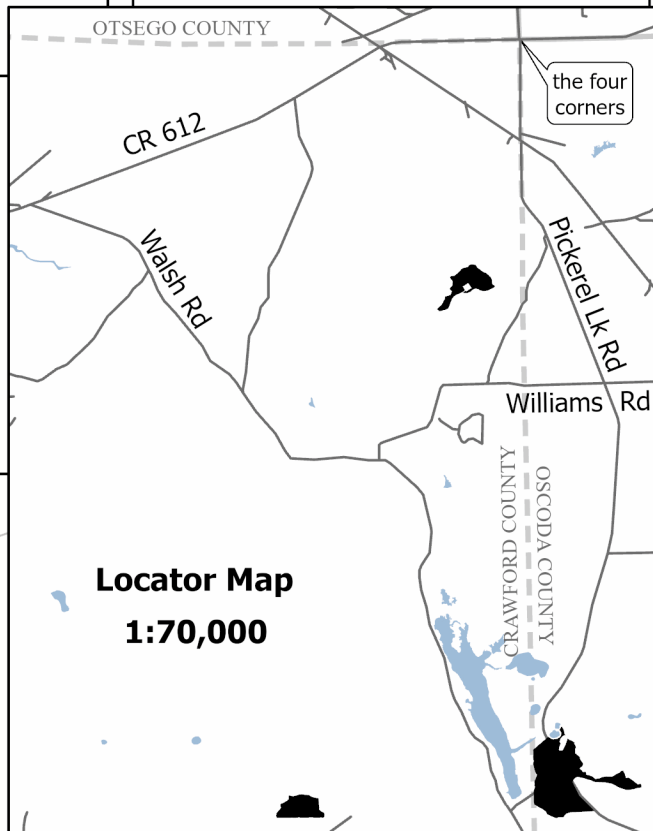 OTSEGO COUNTY
the four
corners
CR 612
Walsh Rd
Pickerel Lk Rd
Williams Rd
CRAWFORD COUNTY
OSCODA COUNTY
Locator Map
1:70,000